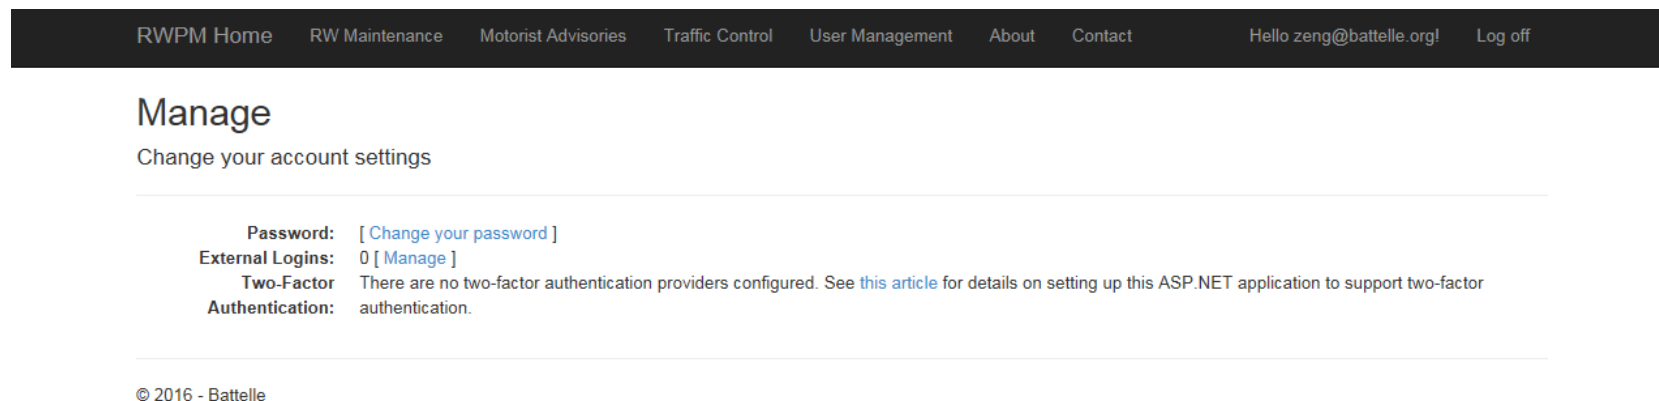 RWPM Home RW Maintenance Motorist Advisories Traffic Control User Management About Contact Hello zeng@battelle.org! Log off
Manage
Change your account settings
Password: [ Change your password ]
External Logins: 0 [ Manage ]
Two-Factor There are no two-factor authentication providers configured. See this article for details on setting up this ASP.NET application to support two-factor
Authentication: authentication.
© 2016 - Battelle